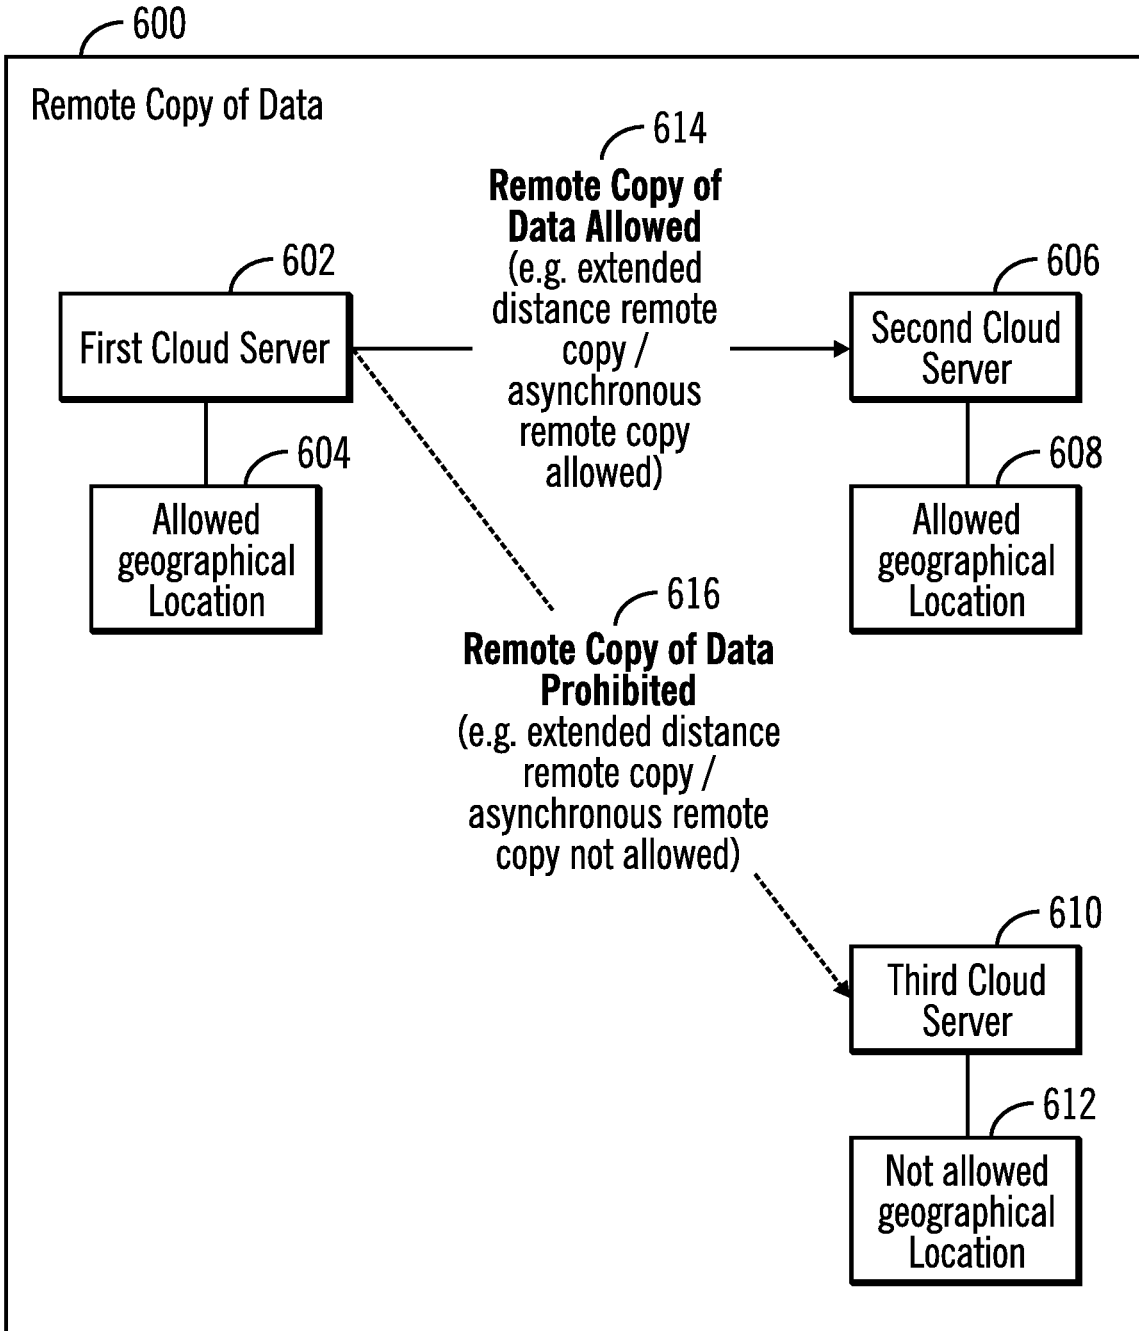 600
Remote Copy of Data
614
Remote Copy of
Data Allowed
(e.g. extended
distance remote
copy /
asynchronous
remote copy
allowed)
602
First Cloud Server
604
Allowed
geographical
Location
606
Second Cloud
Server
608
Allowed
geographical
Location
616
Remote Copy of Data
Prohibited
(e.g. extended distance
remote copy /
asynchronous remote
copy not allowed)
610
Third Cloud
Server
612
Not allowed
geographical
Location